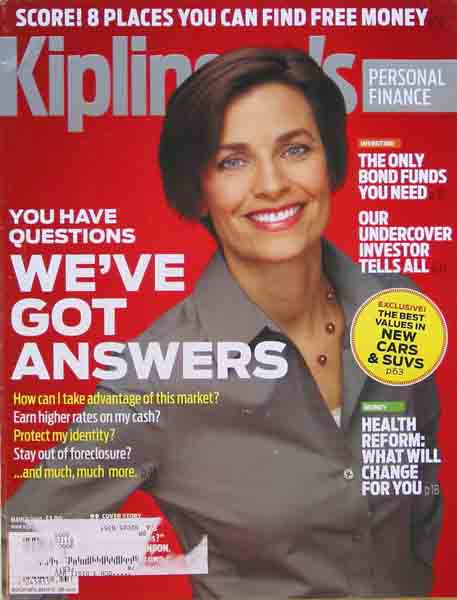 SCORE! 8 PLACES YOU CAN FIND FREE MONEY
PERSONAL
FINANCE
INVESTING
THE ONLY
BOND FUNDS
YOU NEED
OUR
UNDERCOVER
INVESTOR
TELLS ALL
YOU HAVE
QUESTIONS
WE'VE
GOT
ANSWERS
How can I take advantage of this market?
Earn higher rates on my cash?
Protect my identity?
Stay out of foreclosure?
...and much, much more.
EXCLUSIVE!
THE BEST
VALUES IN
NEW
CARS
& SUVS
p63
MONEY
HEALTH
REFORM:
WHAT WILL
CHANGE
FOR YOU p18
COVER STORY